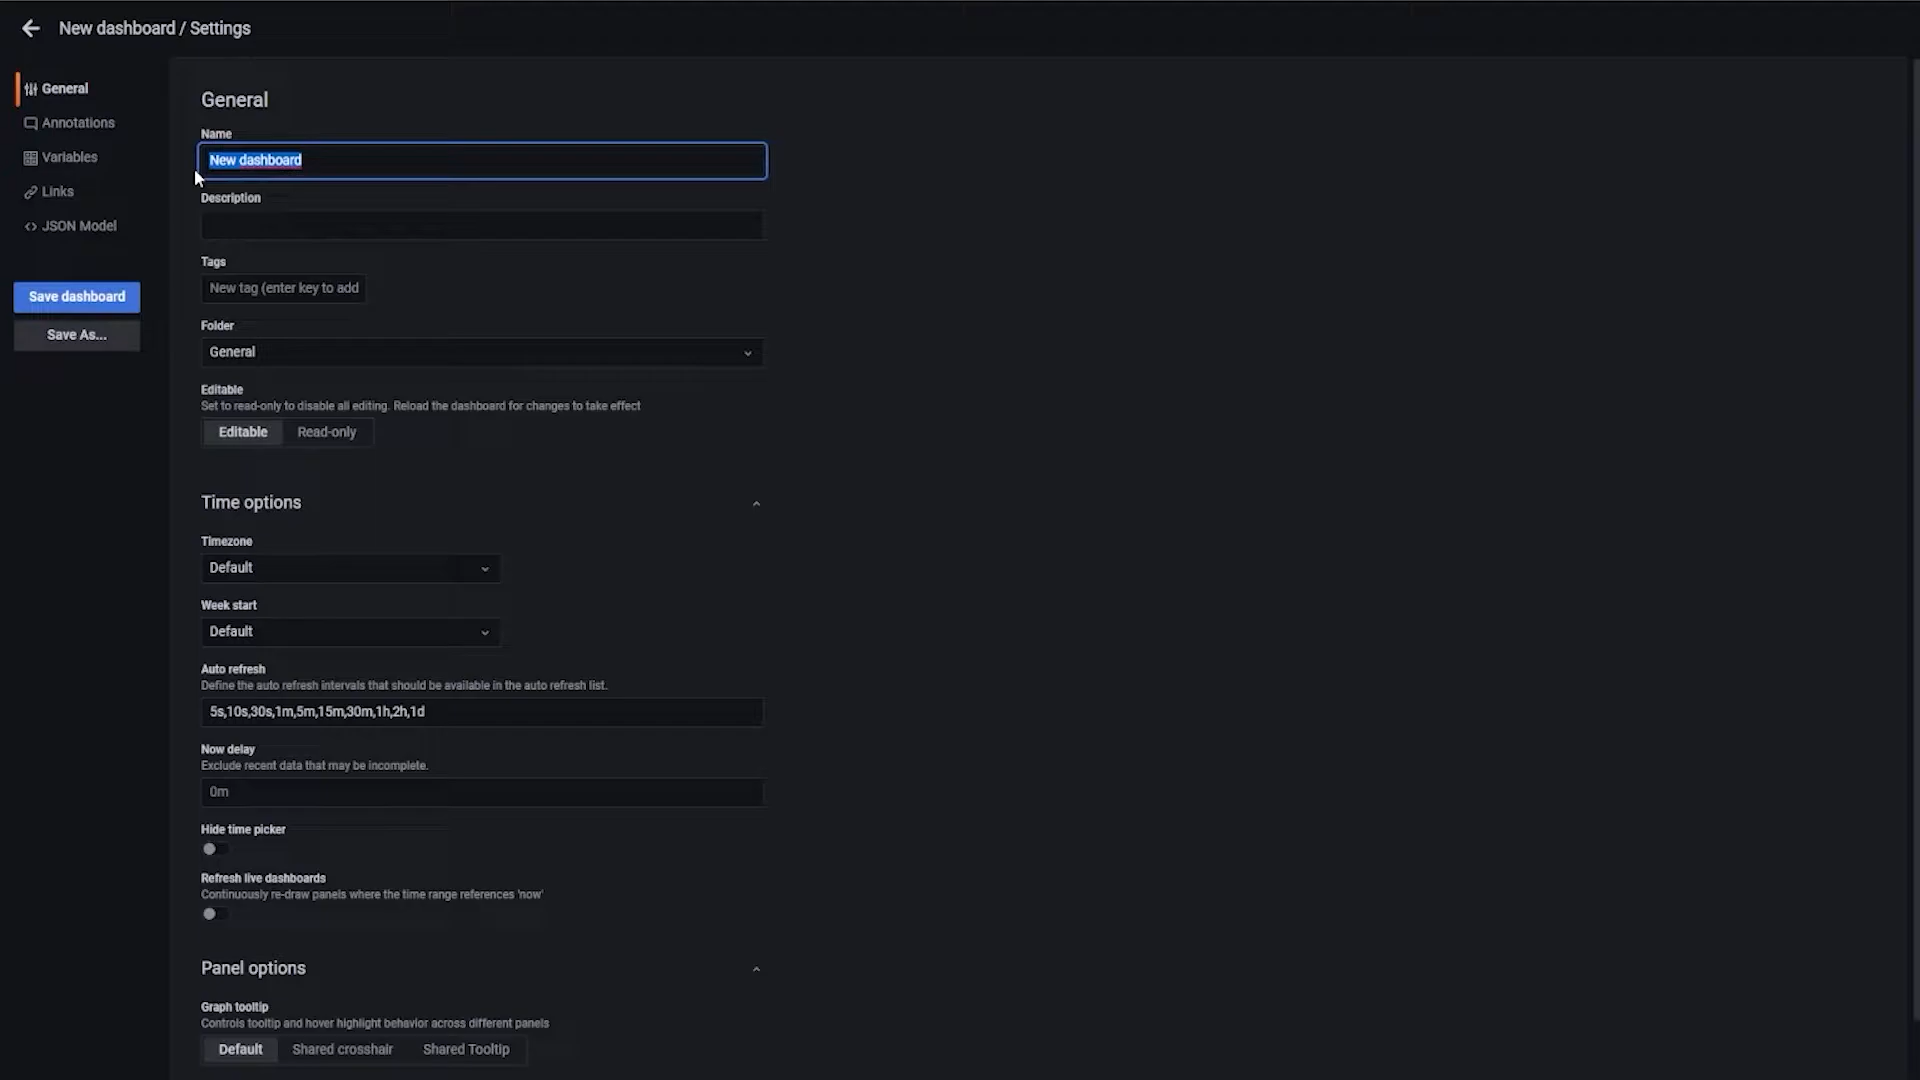 New dashboard / Settings
General
Annotations
Variables
Links
JSON Model
Save dashboard
Save As...
General
Name
New dashboard
Description
Tags
New tag (enter key to add
Folder
General
Editable
Set to read-only to disable all editing. Reload the dashboard for changes to take effect
Editable Read-only
Time options
Timezone
Default
Week start
Default
Auto refresh
Define the auto refresh intervals that should be available in the auto refresh list.
5s,10s,30s,1m,5m,15m,30m,1h,2h,1d
Now delay
Exclude recent data that may be incomplete.
0m
Hide time picker
Refresh live dashboards
Continuously re-draw panels where the time range references 'now'
Panel options
Graph tooltip
Controls tooltip and hover highlight behavior across different panels
Default Shared crosshair Shared Tooltip